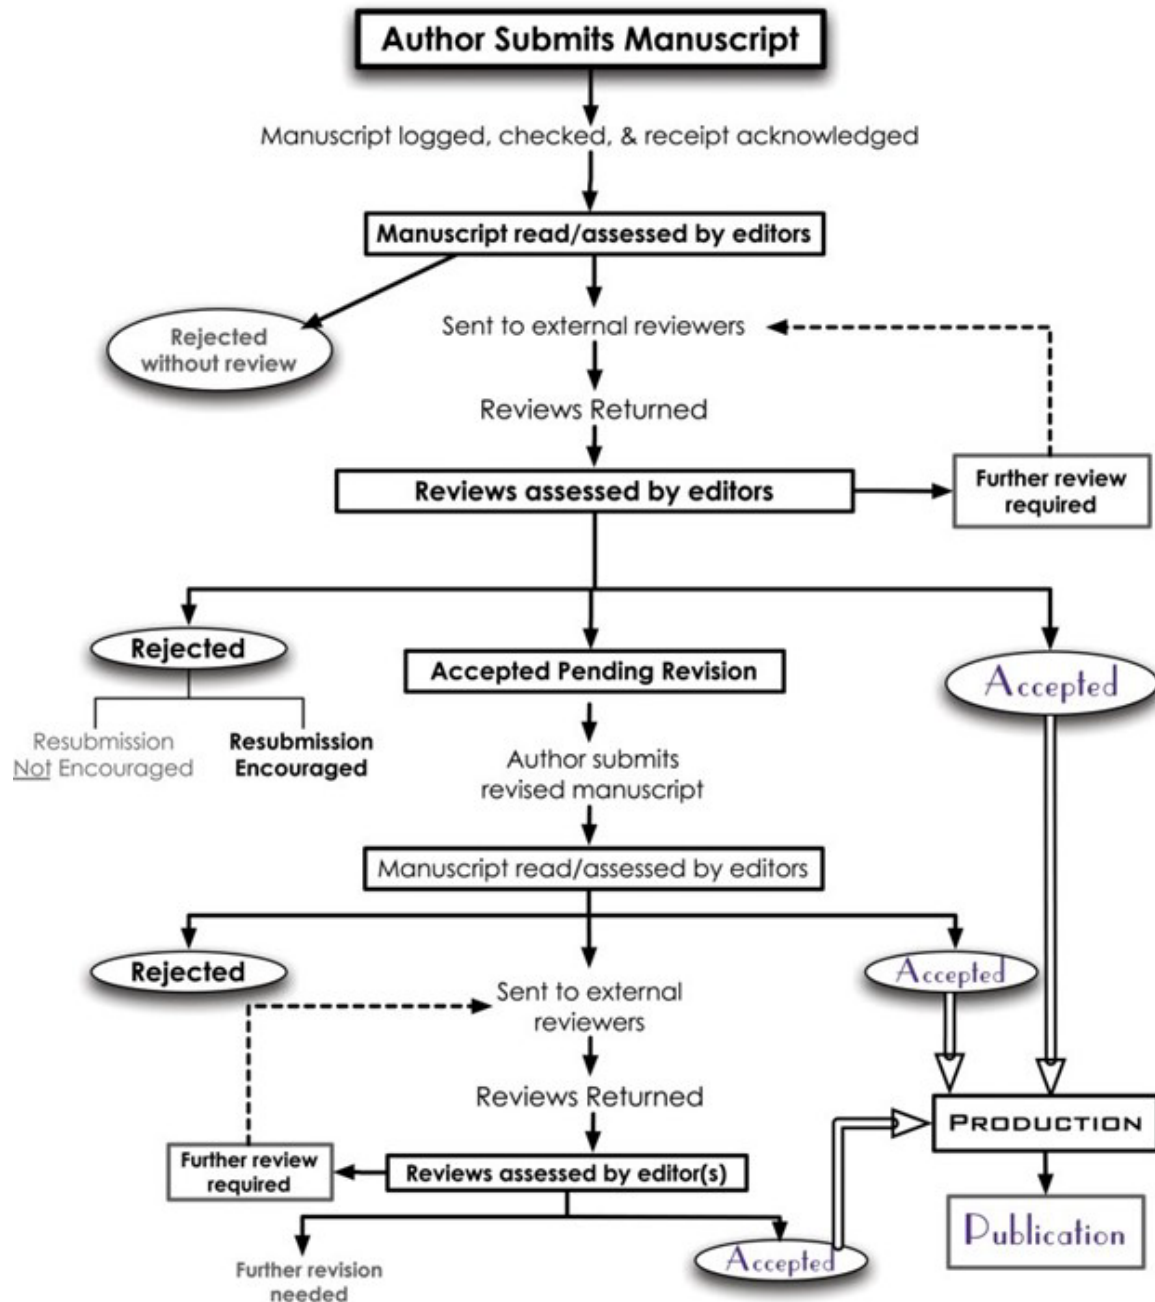 Author Submits Manuscript
Manuscript logged, checked, & receipt acknowledged
Manuscript read/assessed by editors
Rejected
without review
Sent to external reviewers
Reviews Returned
Reviews assessed by editors
Further review
required
Rejected
Accepted Pending Revision
Accepted
Resubmission
Not Encouraged
Resubmission
Encouraged
Author submits
revised manuscript
Manuscript read/assessed by editors
Rejected
Sent to external
reviewers
Accepted
Reviews Returned
PRODUCTION
Further review
required
Reviews assessed by editor(s)
Publication
Further revision
needed
Accepted